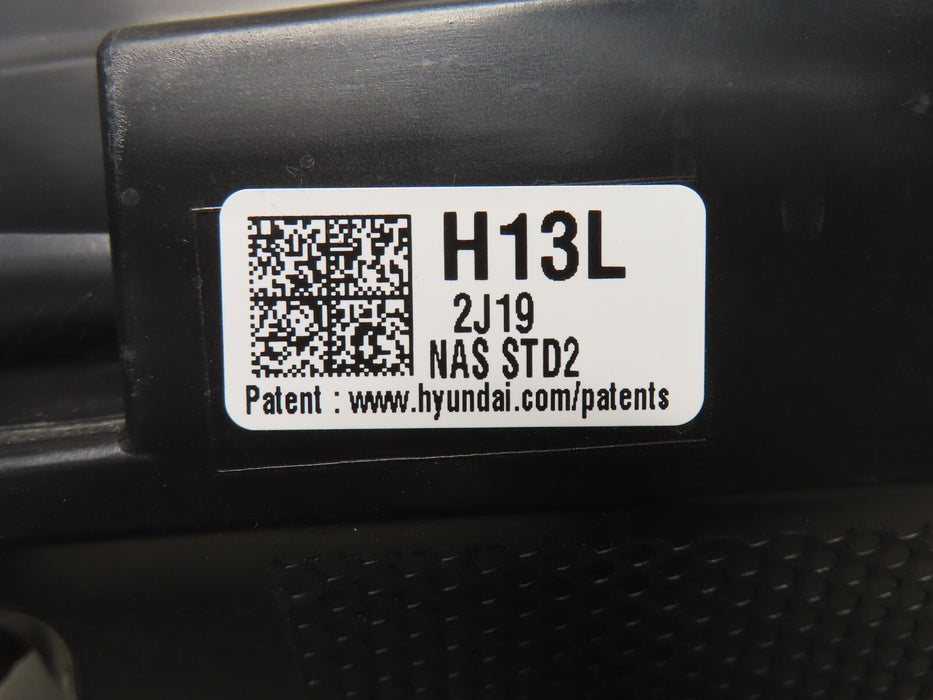 H13L
2J19
NAS STD2
Patent : www.hyundai.com/patents